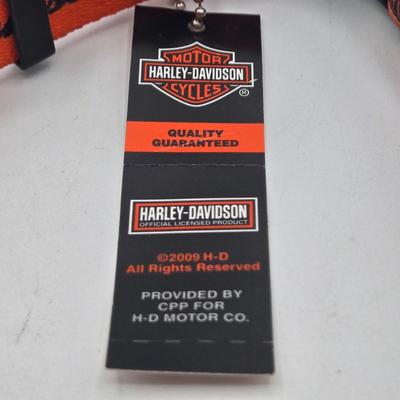 MOTOR
HARLEY-DAVIDSON
CYCLES
®
QUALITY
GUARANTEED
HARLEY-DAVIDSON
OFFICIAL LICENSED PRODUCT
©2009 H-D
All Rights Reserved
PROVIDED BY
CPP FOR
H-D MOTOR CO.